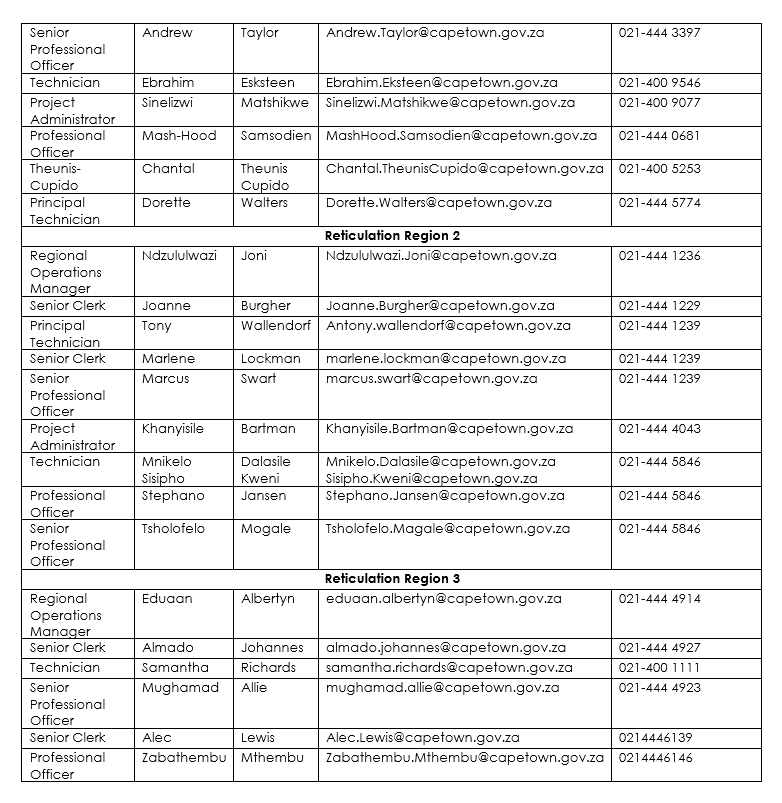 Senior Professional Officer Andrew Taylor Andrew.Taylor@capetown.gov.za 021-444 3397
Technician Ebrahim Esksteen Ebrahim.Eksteen@capetown.gov.za 021-400 9546
Project Administrator Sinelizwi Matshikwe Sinelizwi.Matshikwe@capetown.gov.za 021-400 9077
Professional Officer Mash-Hood Samsodien MashHood.Samsodien@capetown.gov.za 021-444 0681
Theunis-Cupido Chantal Theunis Cupido Chantal.TheunisCupido@capetown.gov.za 021-400 5253
Principal Technician Dorette Walters Dorette.Walters@capetown.gov.za 021-444 5774
Reticulation Region 2
Regional Operations Manager Ndzululwazi Joni Ndzululwazi.Joni@capetown.gov.za 021-444 1236
Senior Clerk Joanne Burgher Joanne.Burgher@capetown.gov.za 021-444 1229
Principal Technician Tony Wallendorf Antony.wallendorf@capetown.gov.za 021-444 1239
Senior Clerk Marlene Lockman marlene.lockman@capetown.gov.za 021-444 1239
Senior Professional Officer Marcus Swart marcus.swart@capetown.gov.za 021-444 1239
Project Administrator Khanyisile Bartman Khanyisile.Bartman@capetown.gov.za 021-444 4043
Technician Mnikelo Dalasile Mnikelo.Dalasile@capetown.gov.za 021-444 5846
Sisipho Kweni Sisipho.Kweni@capetown.gov.za
Professional Officer Stephano Jansen Stephano.Jansen@capetown.gov.za 021-444 5846
Senior Professional Officer Tsholofelo Mogale Tsholofelo.Magale@capetown.gov.za 021-444 5846
Reticulation Region 3
Regional Operations Manager Eduaan Albertyn eduaan.albertyn@capetown.gov.za 021-444 4914
Senior Clerk Almado Johannes almado.johannes@capetown.gov.za 021-444 4927
Technician Samantha Richards samantha.richards@capetown.gov.za 021-400 1111
Senior Professional Officer Mughamad Allie mughamad.allie@capetown.gov.za 021-444 4923
Senior Clerk Alec Lewis Alec.Lewis@capetown.gov.za 0214446139
Professional Officer Zabathembu Mthembu Zabathembu.Mthembu@capetown.gov.za 0214446146